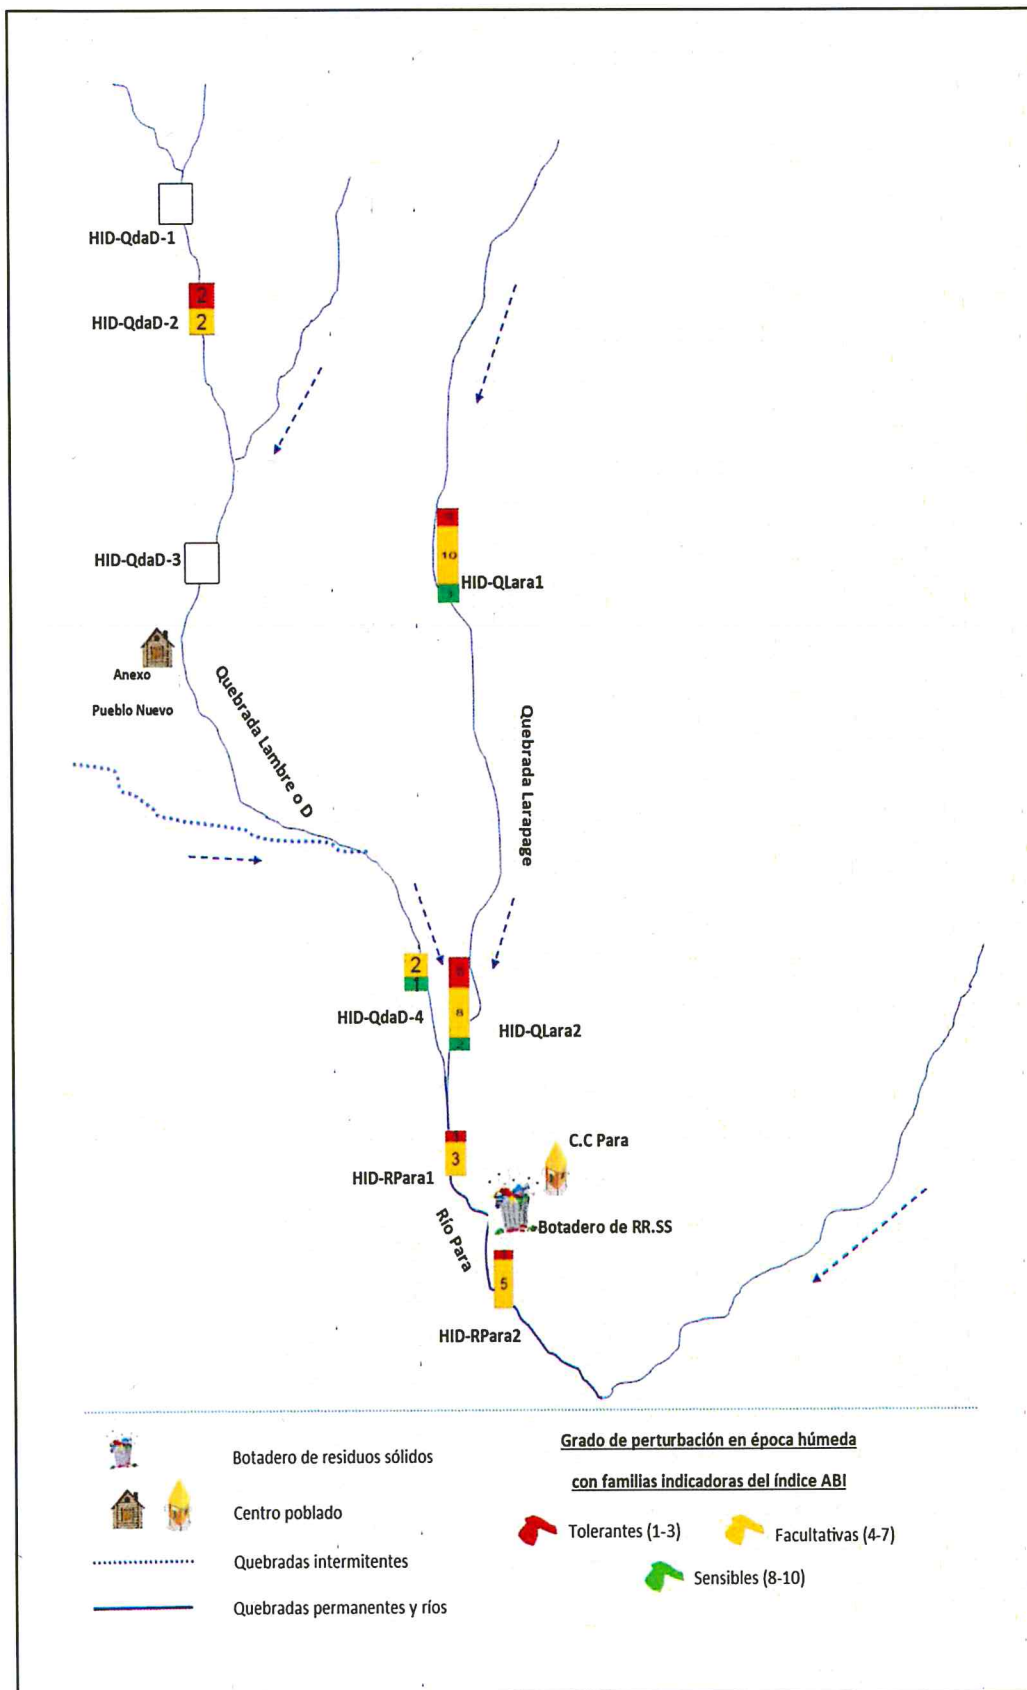 HID-QdaD-1
2
HID-QdaD-2
2
HID-QdaD-3
10
HID-QLara1
Anexo
Pueblo Nuevo
Quebrada Lambre o D
Quebrada Larapage
2
1
HID-QdaD-4
8
2
HID-QLara2
3
HID-RPara1
C.C Para
Botadero de RR.SS
Río Para
5
HID-RPara2
Botadero de residuos sólidos
Centro poblado
Quebradas intermitentes
Quebradas permanentes y ríos
Grado de perturbación en época húmeda
con familias indicadoras del índice ABI
Tolerantes (1-3)
Facultativas (4-7)
Sensibles (8-10)